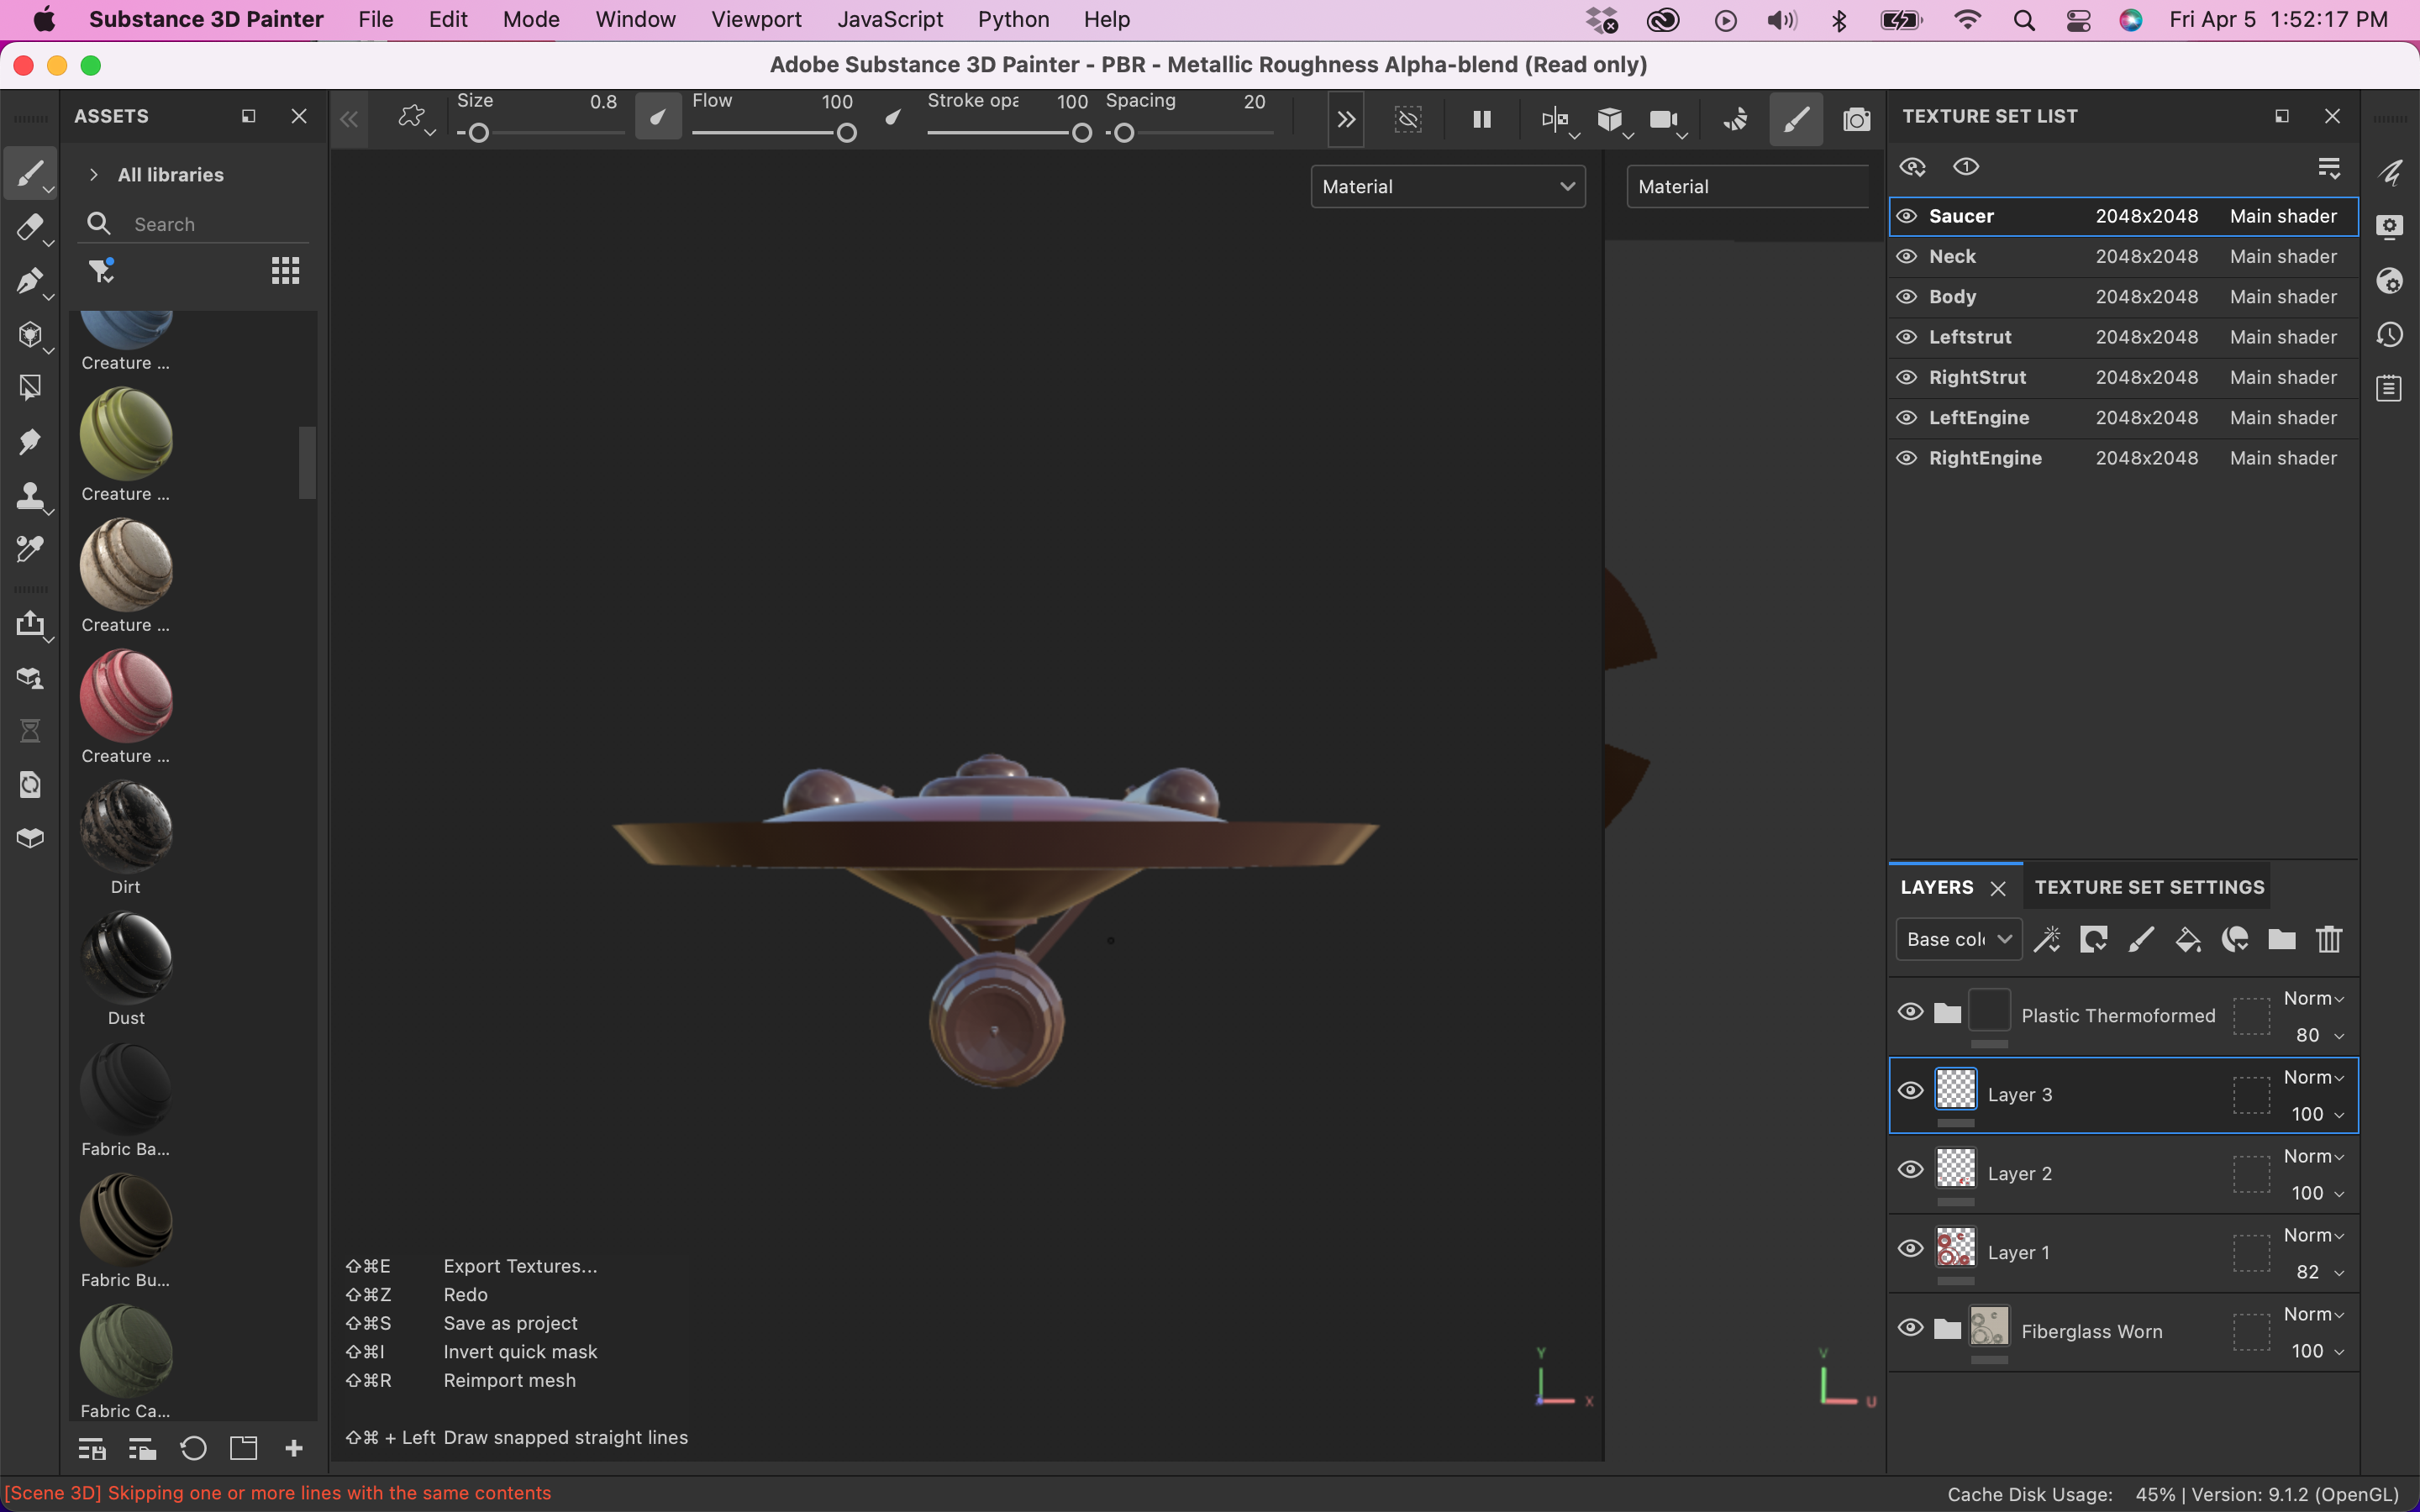 Substance 3D Painter File Edit Mode Window Viewport JavaScript Python Help Fri Apr 5 1:52:17 PM
Adobe Substance 3D Painter - PBR - Metallic Roughness Alpha-blend (Read only)
ASSETS
Size 0.8 Flow 100 Stroke opa 100 Spacing 20
All libraries
Search
Creature ...
Creature ...
Creature ...
Creature ...
Dirt
Dust
Fabric Ba...
Fabric Bu...
Fabric Ca...
Material
Material
⇧⌘E Export Textures...
⇧⌘Z Redo
⇧⌘S Save as project
⇧⌘I Invert quick mask
⇧⌘R Reimport mesh
⇧⌘ + Left Draw snapped straight lines
Y
X
V
U
TEXTURE SET LIST
1
Saucer 2048x2048 Main shader
Neck 2048x2048 Main shader
Body 2048x2048 Main shader
Leftstrut 2048x2048 Main shader
RightStrut 2048x2048 Main shader
LeftEngine 2048x2048 Main shader
RightEngine 2048x2048 Main shader
LAYERS TEXTURE SET SETTINGS
Base col
Plastic Thermoformed Norm
80
Layer 3 Norm
100
Layer 2 Norm
100
Layer 1 Norm
82
Fiberglass Worn Norm
100
[Scene 3D] Skipping one or more lines with the same contents
Cache Disk Usage: 45% | Version: 9.1.2 (OpenGL)